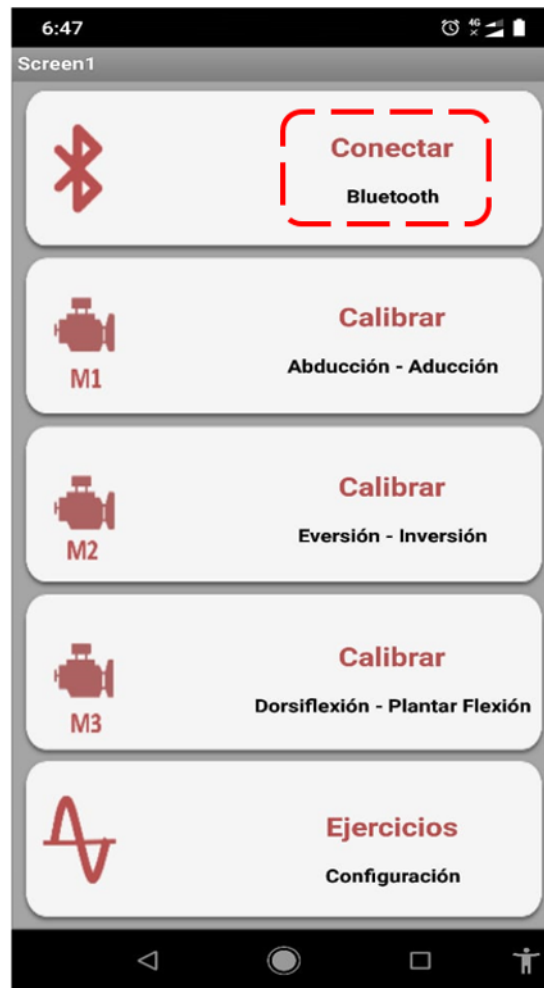 6:47
4G
Screen1
Conectar
Bluetooth
Calibrar
M1
Abducción - Aducción
Calibrar
M2
Eversión - Inversión
Calibrar
M3
Dorsiflexión - Plantar Flexión
Ejercicios
Configuración